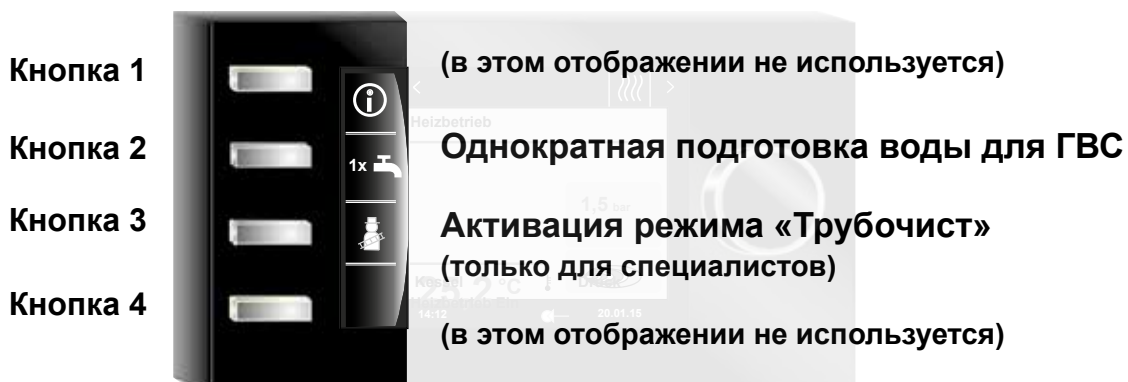 Кнопка 1
(в этом отображении не используется)
Heizbetrieb
Кнопка 2
1x
Однократная подготовка воды для ГВС
1,5 bar
Кнопка 3
Активация режима «Трубочист»
(только для специалистов)
Kessel
°C
Druck
Кнопка 4
14:12
20.01.15
(в этом отображении не используется)